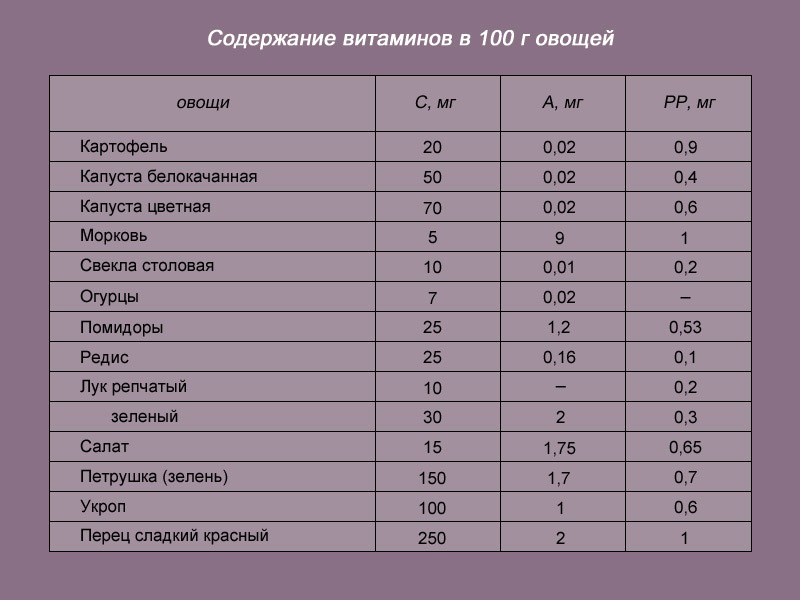 Содержание витаминов в 100 г овощей
овощи C, мг А, мг РР, мг
Картофель 20 0,02 0,9
Капуста белокачанная 50 0,02 0,4
Капуста цветная 70 0,02 0,6
Морковь 5 9 1
Свекла столовая 10 0,01 0,2
Огурцы 7 0,02 –
Помидоры 25 1,2 0,53
Редис 25 0,16 0,1
Лук репчатый 10 – 0,2
зеленый 30 2 0,3
Салат 15 1,75 0,65
Петрушка (зелень) 150 1,7 0,7
Укроп 100 1 0,6
Перец сладкий красный 250 2 1